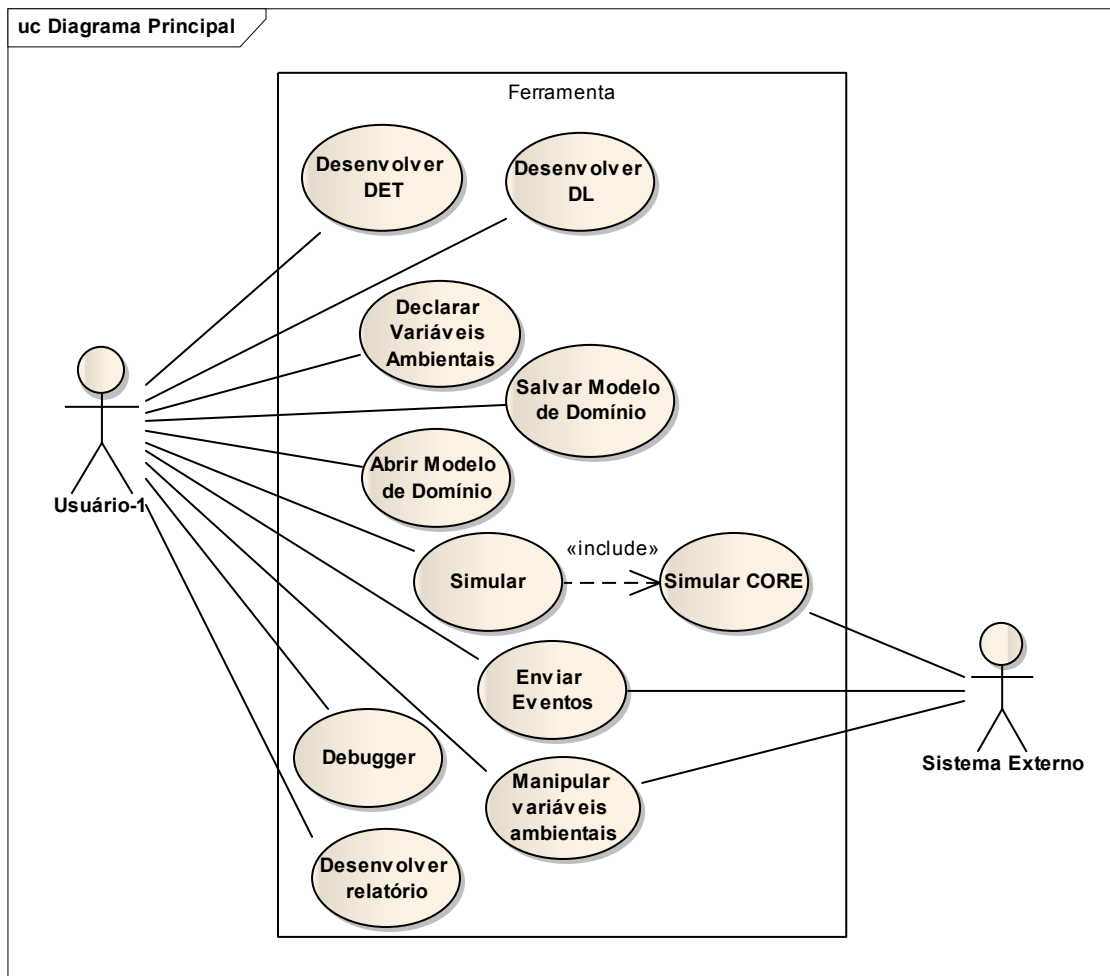 uc Diagrama Principal
Ferramenta
Desenvolver
DET
Desenvolver
DL
Declarar
Variáveis
Ambientais
Salvar Modelo
de Domínio
Abrir Modelo
de Domínio
Usuário-1
«include»
Simular
Simular CORE
Enviar
Eventos
Debugger
Sistema Externo
Manipular
variáveis
ambientais
Desenvolver
relatório